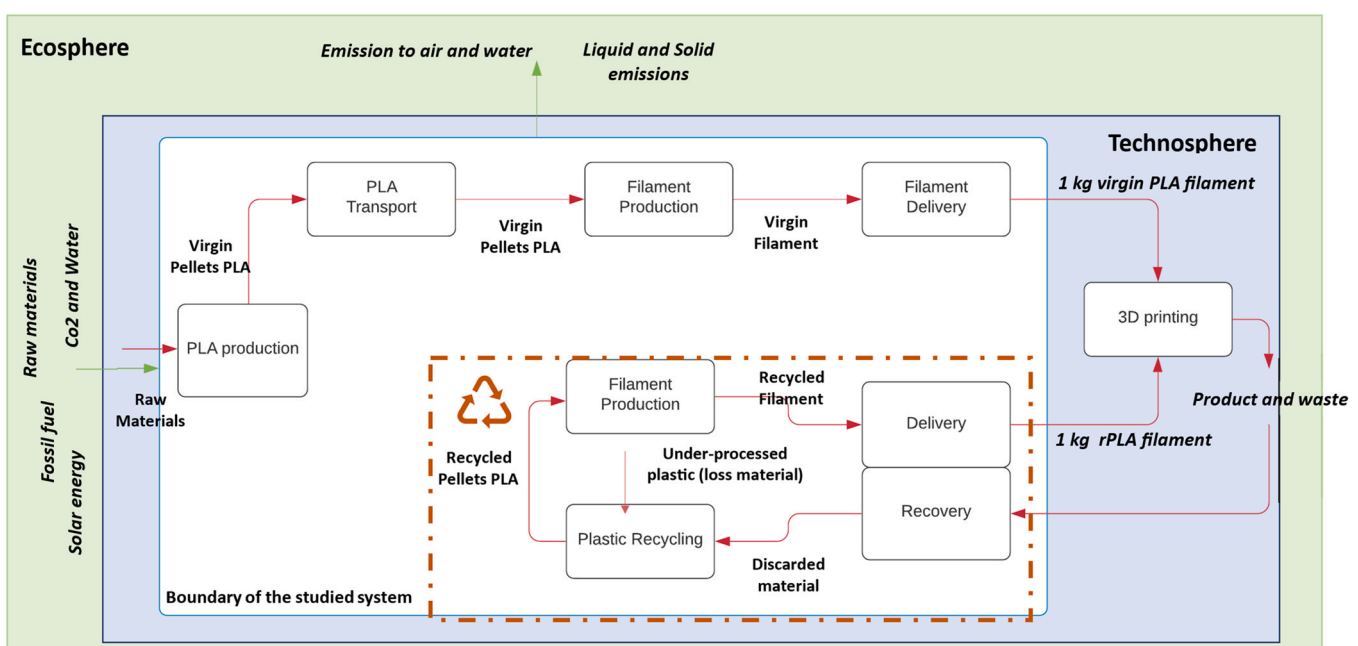 Ecosphere
Emission to air and water
Liquid and Solid
emissions
Technosphere
PLA
Transport
Filament
Production
Filament
Delivery
1 kg virgin PLA filament
Virgin
Pellets PLA
Virgin
Pellets PLA
Virgin
Filament
Raw materials
Co2 and Water
PLA production
3D printing
Raw
Materials
Fossil fuel
Solar energy
Filament
Production
Recycled
Filament
Delivery
Product and waste
1 kg rPLA filament
Recycled
Pellets PLA
Under-processed
plastic (loss material)
Plastic Recycling
Recovery
Discarded
material
Boundary of the studied system